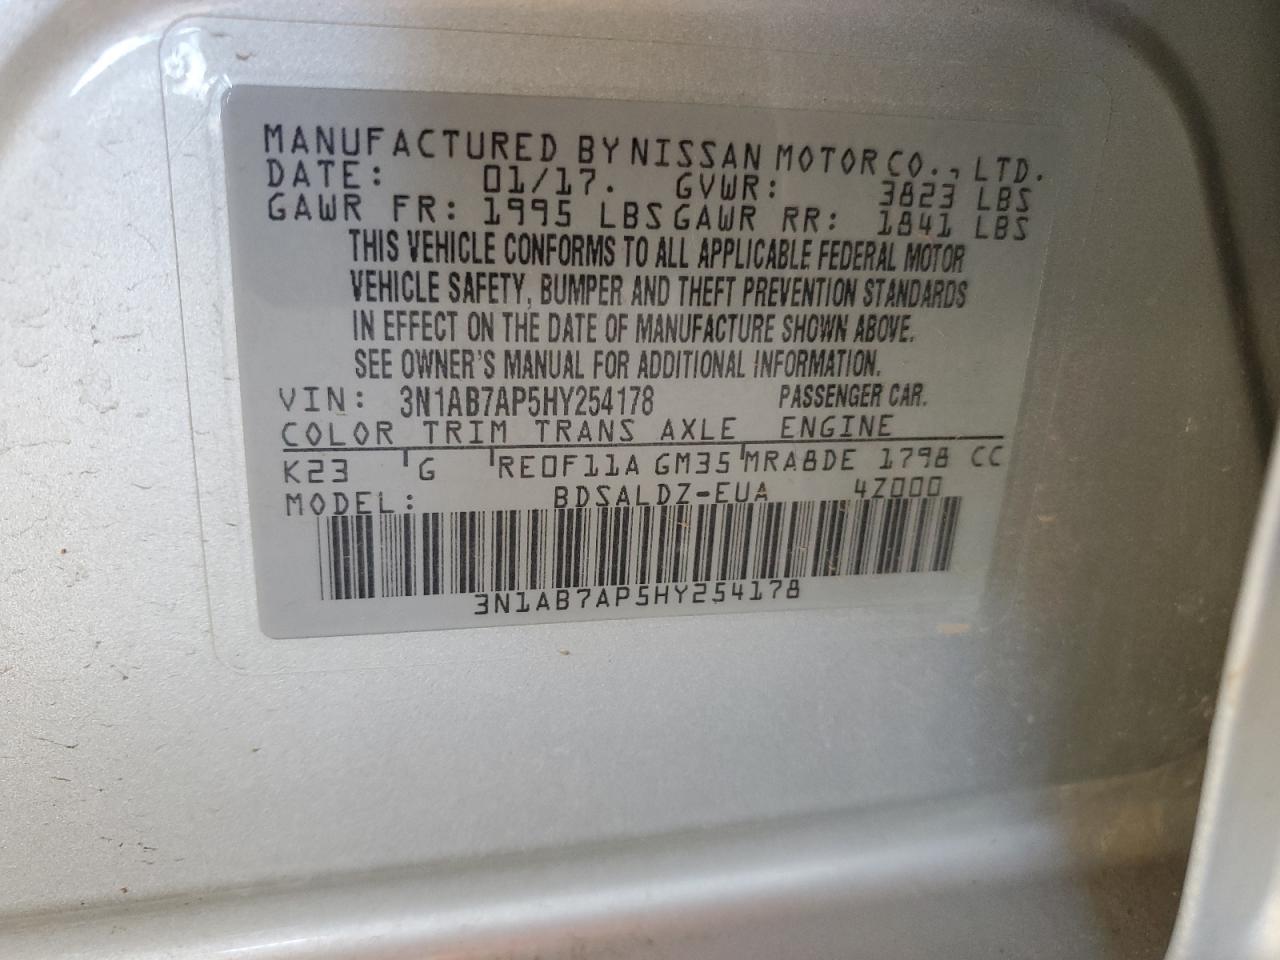 MANUFACTURED BY NISSAN MOTOR CO., LTD.
DATE: 01/17. GVWR: 3823 LBS
GAWR FR: 1995 LBS GAWR RR: 1841 LBS
THIS VEHICLE CONFORMS TO ALL APPLICABLE FEDERAL MOTOR
VEHICLE SAFETY, BUMPER AND THEFT PREVENTION STANDARDS
IN EFFECT ON THE DATE OF MANUFACTURE SHOWN ABOVE.
SEE OWNER'S MANUAL FOR ADDITIONAL INFORMATION.
VIN: 3N1AB7AP5HY254178 PASSENGER CAR.
COLOR TRIM TRANS AXLE ENGINE
K23 G RE0F11A GM35 MRA8DE 1798 CC
MODEL: BDSALDZ-EUA 4Z000
3N1AB7AP5HY254178